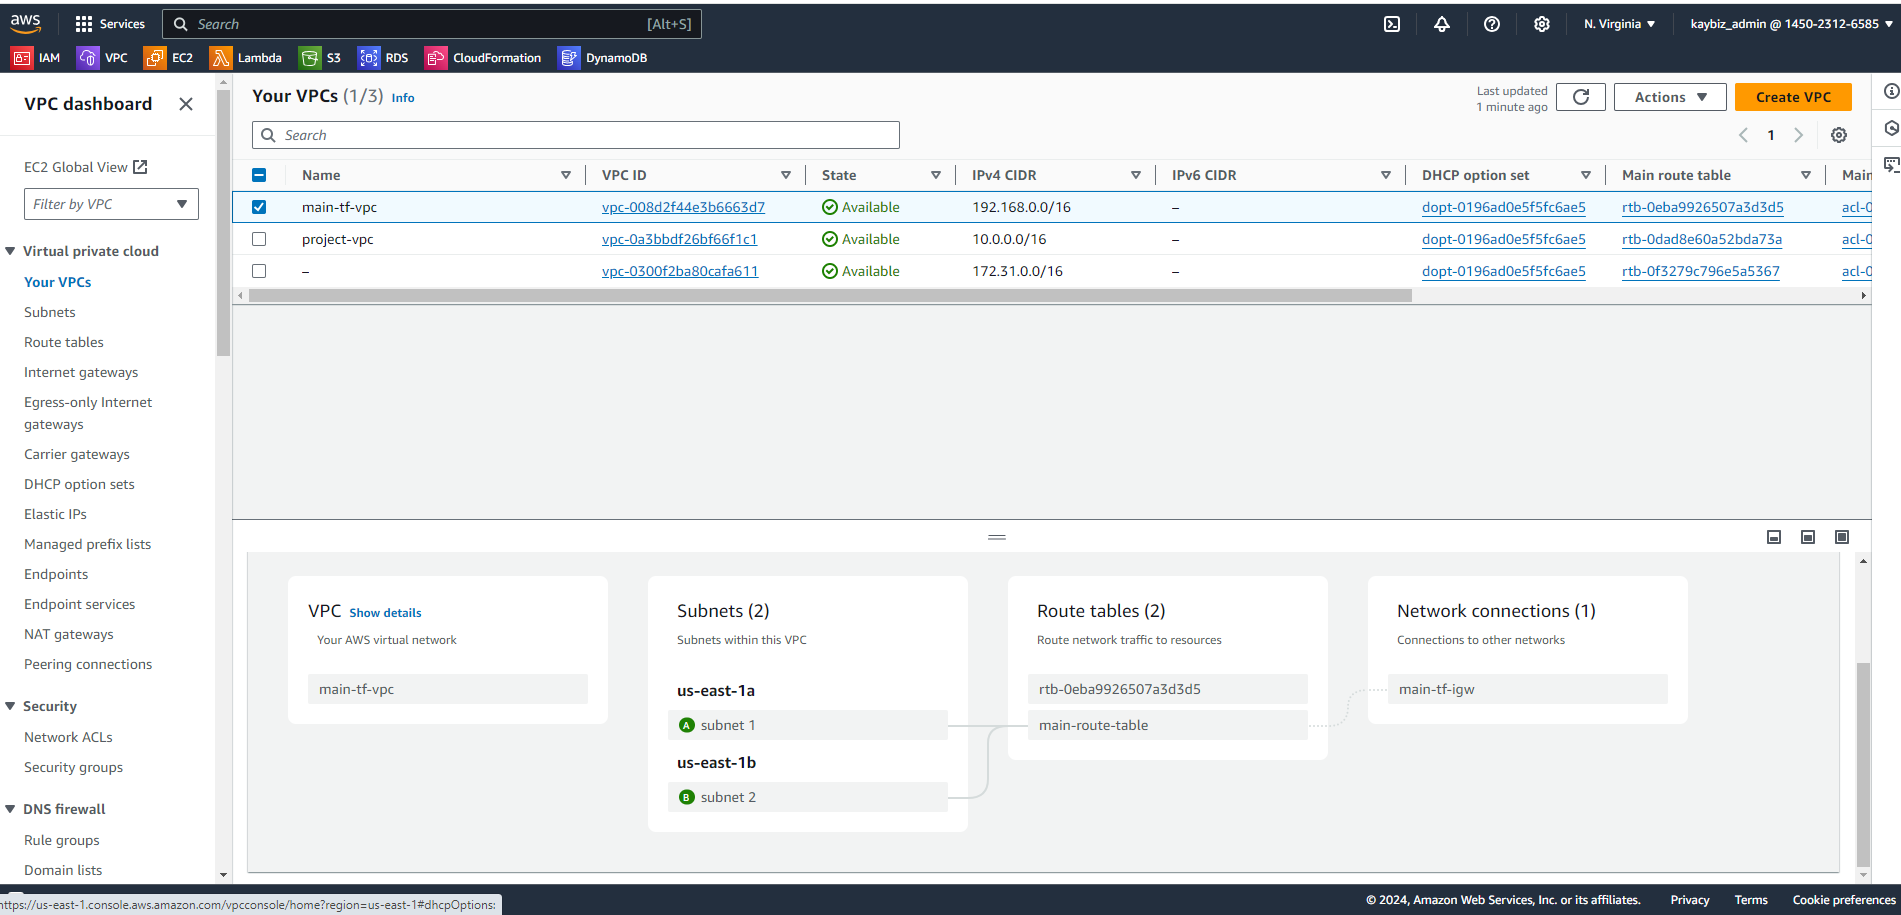 aws
Services
Search
[Alt+S]
N. Virginia
kaybiz_admin @ 1450-2312-6585
IAM
VPC
EC2
Lambda
S3
RDS
CloudFormation
DynamoDB
VPC dashboard
EC2 Global View
Filter by VPC
Virtual private cloud
Your VPCs
Subnets
Route tables
Internet gateways
Egress-only Internet
gateways
Carrier gateways
DHCP option sets
Elastic IPs
Managed prefix lists
Endpoints
Endpoint services
NAT gateways
Peering connections
Security
Network ACLs
Security groups
DNS firewall
Rule groups
Domain lists
Your VPCs (1/3) Info
Last updated
1 minute ago
Actions
Create VPC
Search
1
Name VPC ID State IPv4 CIDR IPv6 CIDR DHCP option set Main route table Main
main-tf-vpc vpc-008d2f44e3b6663d7 Available 192.168.0.0/16 – dopt-0196ad0e5f5fc6ae5 rtb-0eba9926507a3d3d5 acl-0
project-vpc vpc-0a3bbdf26bf66f1c1 Available 10.0.0.0/16 – dopt-0196ad0e5f5fc6ae5 rtb-0dad8e60a52bda73a acl-0
– vpc-0300f2ba80cafa611 Available 172.31.0.0/16 – dopt-0196ad0e5f5fc6ae5 rtb-0f3279c796e5a5367 acl-0
VPC Show details
Your AWS virtual network
main-tf-vpc
Subnets (2)
Subnets within this VPC
us-east-1a
A subnet 1
us-east-1b
B subnet 2
Route tables (2)
Route network traffic to resources
rtb-0eba9926507a3d3d5
main-route-table
Network connections (1)
Connections to other networks
main-tf-igw
https://us-east-1.console.aws.amazon.com/vpcconsole/home?region=us-east-1#dhcpOptions:
© 2024, Amazon Web Services, Inc. or its affiliates.
Privacy
Terms
Cookie preferences